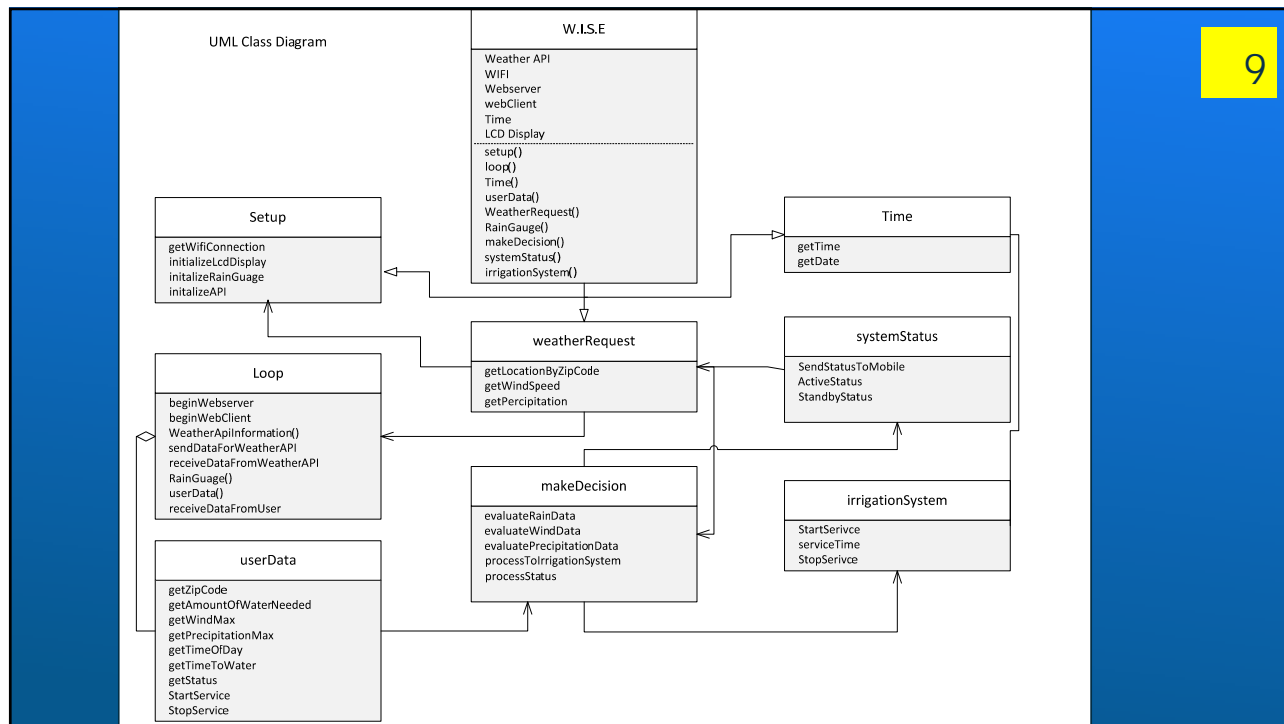 UML Class Diagram
9
W.I.S.E
Weather API
WIFI
Webserver
webClient
Time
LCD Display
setup()
loop()
Time()
userData()
WeatherRequest()
RainGauge()
makeDecision()
systemStatus()
irrigationSystem()
Setup
getWifiConnection
initializeLcdDisplay
initalizeRainGuage
initalizeAPI
Time
getTime
getDate
weatherRequest
getLocationByZipCode
getWindSpeed
getPercipitation
systemStatus
SendStatusToMobile
ActiveStatus
StandbyStatus
Loop
beginWebserver
beginWebClient
WeatherApiInformation()
sendDataForWeatherAPI
receiveDataFromWeatherAPI
RainGuage()
userData()
receiveDataFromUser
makeDecision
evaluateRainData
evaluateWindData
evaluatePrecipitationData
processToIrrigationSystem
processStatus
irrigationSystem
StartSerivce
serviceTime
StopSerivce
userData
getZipCode
getAmountOfWaterNeeded
getWindMax
getPrecipitationMax
getTimeOfDay
getTimeToWater
getStatus
StartService
StopService